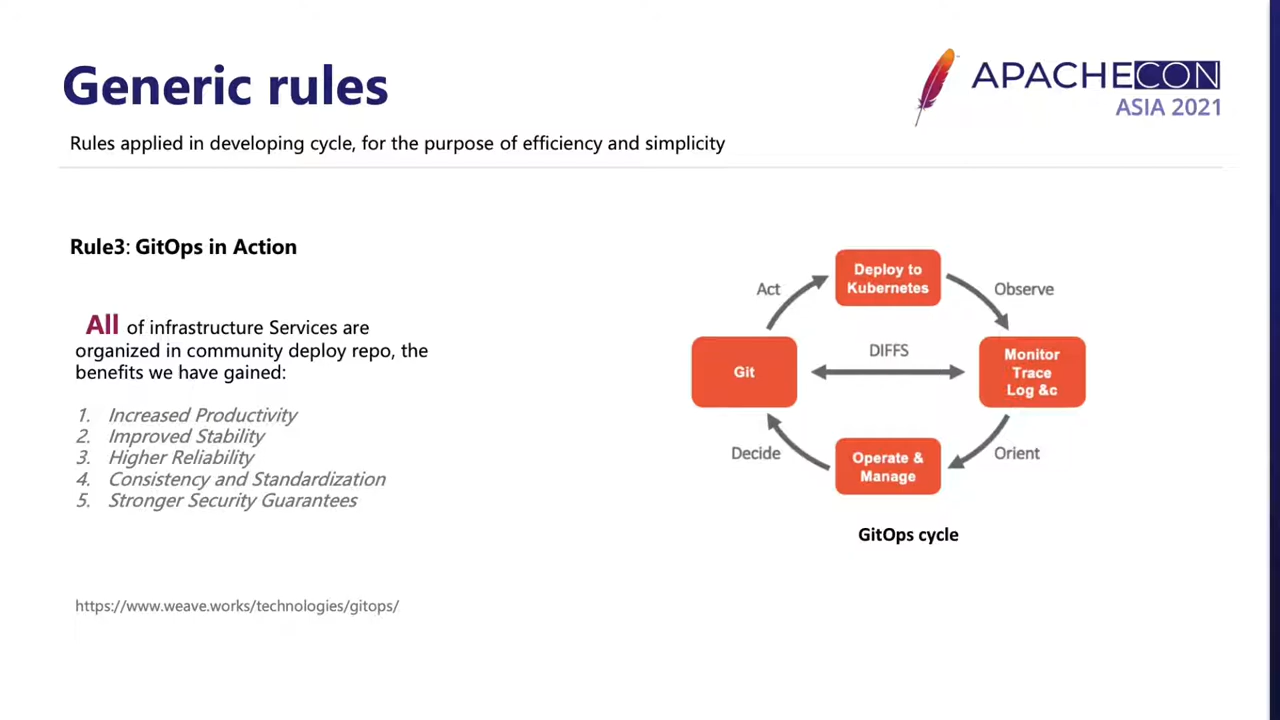 Generic rules
APACHECON
ASIA 2021
Rules applied in developing cycle, for the purpose of efficiency and simplicity
Rule3: GitOps in Action
All of infrastructure Services are
organized in community deploy repo, the
benefits we have gained:
1. Increased Productivity
2. Improved Stability
3. Higher Reliability
4. Consistency and Standardization
5. Stronger Security Guarantees
https://www.weave.works/technologies/gitops/
Deploy to
Kubernetes
Act
Observe
Git
DIFFS
Monitor
Trace
Log &c
Decide
Orient
Operate &
Manage
GitOps cycle